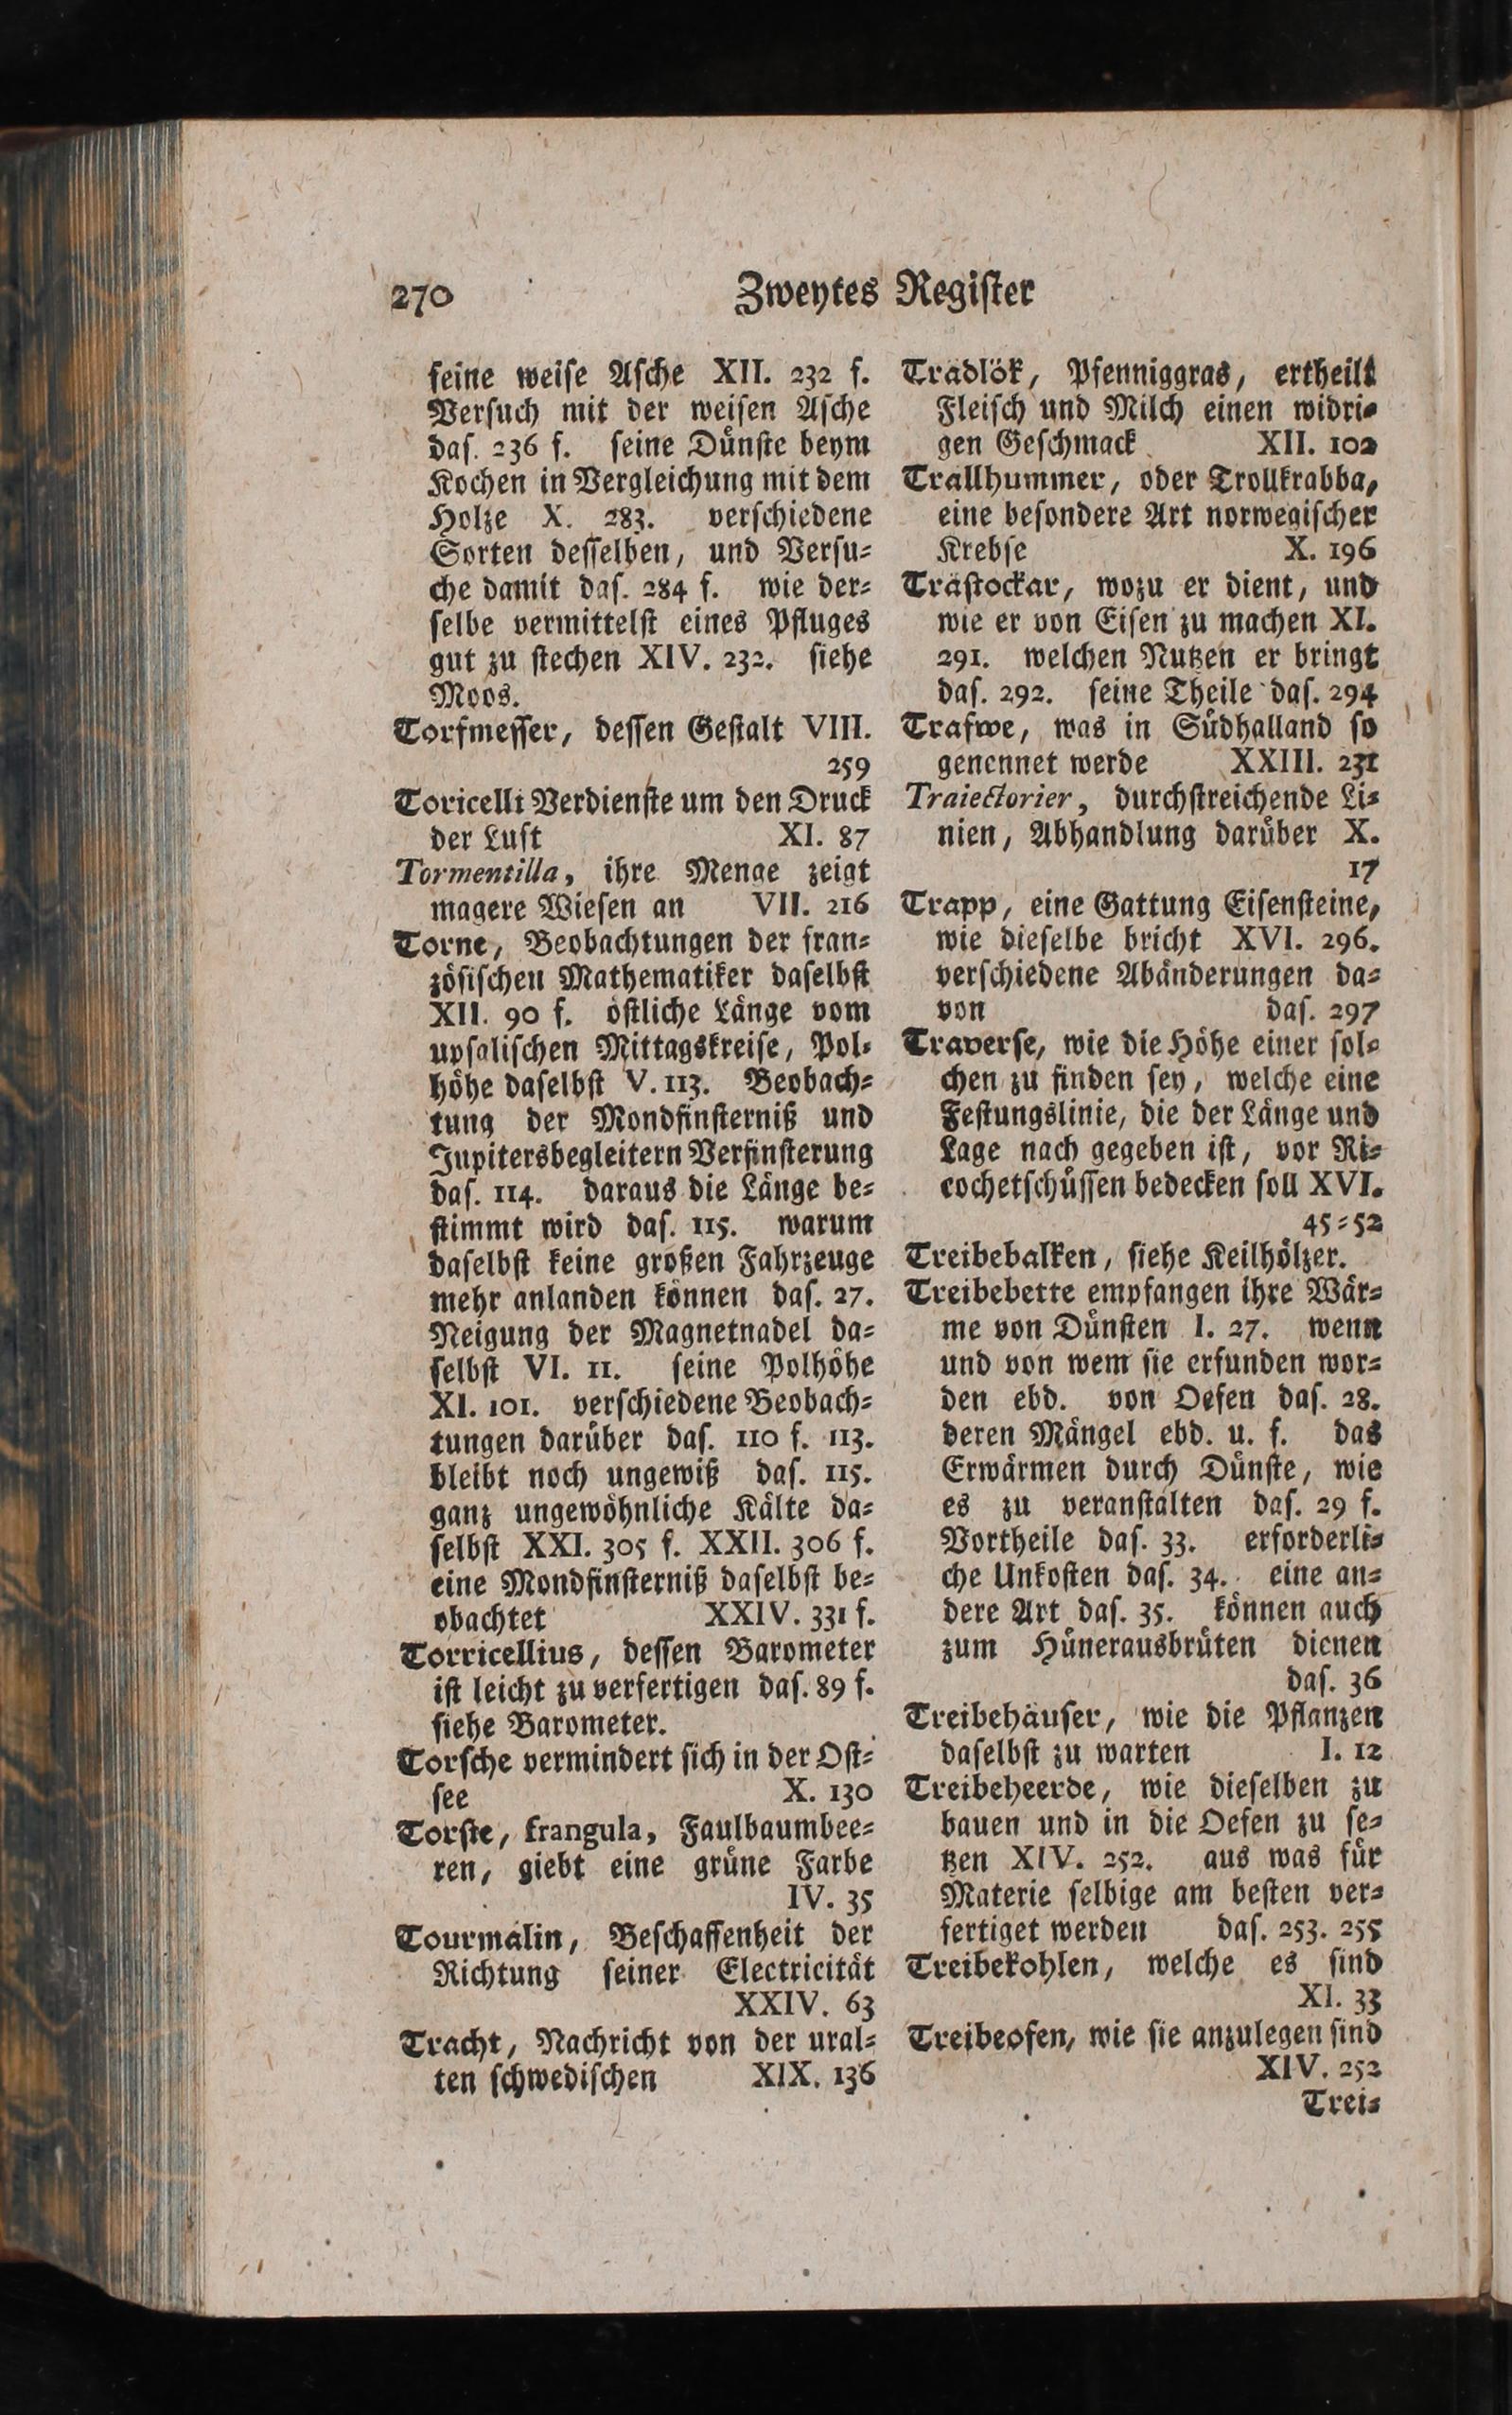 270 Zweytes Regiſter
ſeine weiſe Aſche XII. 232 f.
Verſuch mit der weiſen Aſche
daſ. 236 f. ſeine Dünſte beym
Kochen in Vergleichung mit dem
Holze X. 283. verſchiedene
Sorten deſſelben, und Verſu⸗
che damit daſ. 284 f. wie der⸗
ſelbe vermittelſt eines Pfluges
gut zu ſtechen XIV. 232. ſiehe
Moos.
Torfmeſſer, deſſen Geſtalt VIII.
259
Toricelli Verdienſte um den Druck
der Luft XI. 87
Tormentilla, ihre Menge zeigt
magere Wieſen an VII. 216
Torne, Beobachtungen der fran⸗
zöſiſchen Mathematiker daſelbſt
XII. 90 f. öſtliche Länge vom
upſaliſchen Mittagskreiſe, Pol⸗
höhe daſelbſt V. 113. Beobach⸗
tung der Mondfinſterniß und
Jupitersbegleitern Verfinſterung
daſ. 114. daraus die Länge be⸗
ſtimmt wird daſ. 115. warum
daſelbſt keine großen Fahrzeuge
mehr anlanden können daſ. 27.
Neigung der Magnetnadel da⸗
ſelbſt VI. 11. ſeine Polhöhe
XI. 101. verſchiedene Beobach⸗
tungen darüber daſ. 110 f. 113.
bleibt noch ungewiß daſ. 115.
ganz ungewöhnliche Kälte da⸗
ſelbſt XXI. 305 f. XXII. 306 f.
eine Mondfinſterniß daſelbſt be⸗
obachtet XXIV. 331 f.
Torricellius, deſſen Barometer
iſt leicht zu verfertigen daſ. 89 f.
ſiehe Barometer.
Torſche vermindert ſich in der Oſt⸗
ſee X. 130
Torſte, frangula, Faulbaumbee⸗
ren, giebt eine grüne Farbe
IV. 35
Tourmalin, Beſchaffenheit der
Richtung ſeiner Electricität
XXIV. 63
Tracht, Nachricht von der ural⸗
ten ſchwediſchen XIX. 136
Tradlök, Pfenniggras, ertheilt
Fleiſch und Milch einen widri⸗
gen Geſchmack XII. 102
Trallhummer, oder Trollkrabba,
eine beſondere Art norwegiſcher
Krebſe X. 196
Träſtockar, wozu er dient, und
wie er von Eiſen zu machen XI.
291. welchen Nutzen er bringt
daſ. 292. ſeine Theile daſ. 294
Trafwe, was in Südhalland ſo
genennet werde XXIII. 231
Traiectorier, durchſtreichende Li⸗
nien, Abhandlung darüber X.
17
Trapp, eine Gattung Eiſenſteine,
wie dieſelbe bricht XVI. 296.
verſchiedene Abänderungen da⸗
von daſ. 297
Traverſe, wie die Höhe einer ſol⸗
chen zu finden ſey, welche eine
Feſtungslinie, die der Länge und
Lage nach gegeben iſt, vor Ri⸗
cochetſchüſſen bedecken ſoll XVI.
45⸗52
Treibebalken, ſiehe Keilhölzer.
Treibebette empfangen ihre Wär⸗
me von Dünſten I. 27. wenn
und von wem ſie erfunden wor⸗
den ebd. von Oefen daſ. 28.
deren Mängel ebd. u. f. das
Erwärmen durch Dünſte, wie
es zu veranſtalten daſ. 29 f.
Vortheile daſ. 33. erforderli⸗
che Unkoſten daſ. 34. eine an⸗
dere Art daſ. 35. können auch
zum Hünerausbrüten dienen
daſ. 36
Treibehäuſer, wie die Pflanzen
daſelbſt zu warten I. 12
Treibeheerde, wie dieſelben zu
bauen und in die Oefen zu ſe⸗
tzen XIV. 252. aus was für
Materie ſelbige am beſten ver⸗
fertiget werden daſ. 253. 255
Treibekohlen, welche es ſind
XI. 33
Treibeofen, wie ſie anzulegen ſind
XIV. 252
Trei⸗